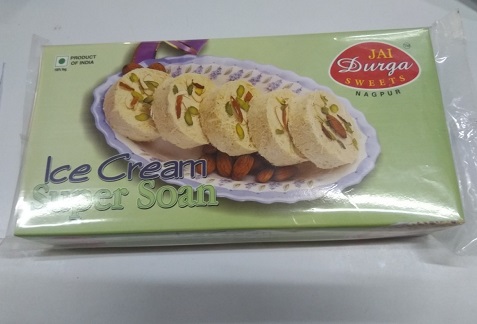 PRODUCT
OF INDIA
JAI
Durga
SWEETS
NAGPUR
Ice Cream
Super Soan